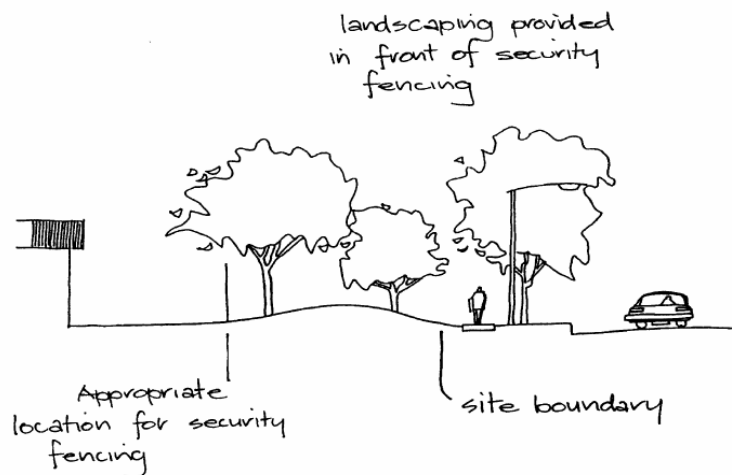 landscaping provided
in front of security
fencing
Appropriate
location for security
fencing
site boundary